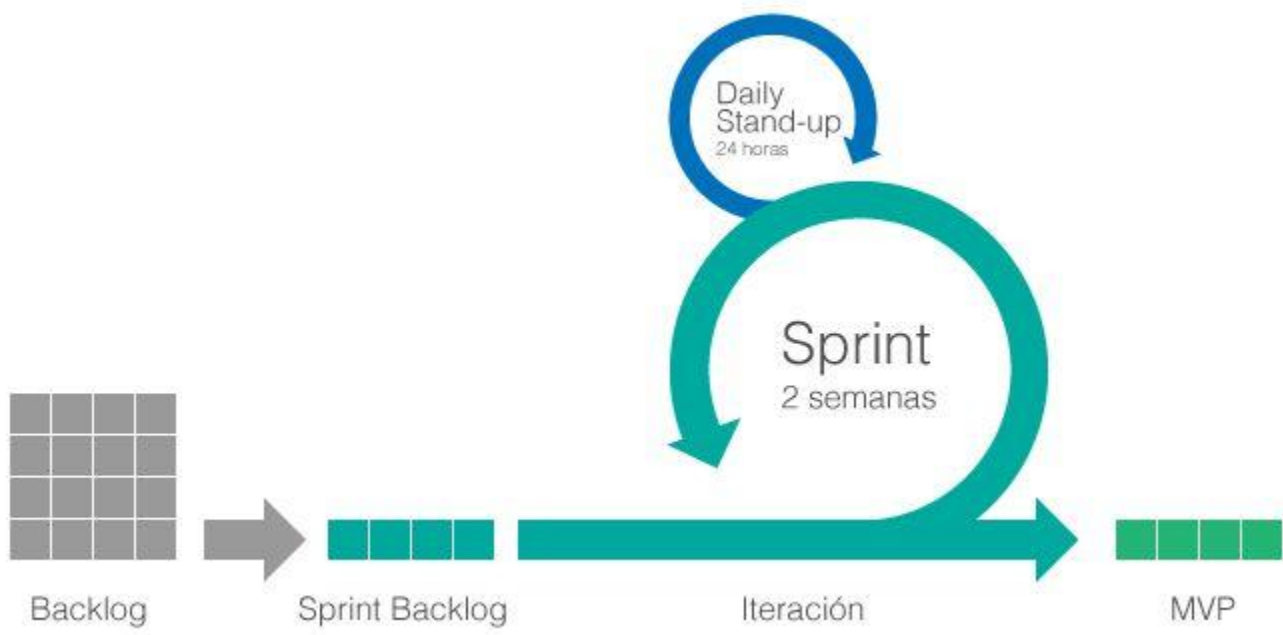 Daily
Stand-up
24 horas
Sprint
2 semanas
Backlog
Sprint Backlog
Iteración
MVP